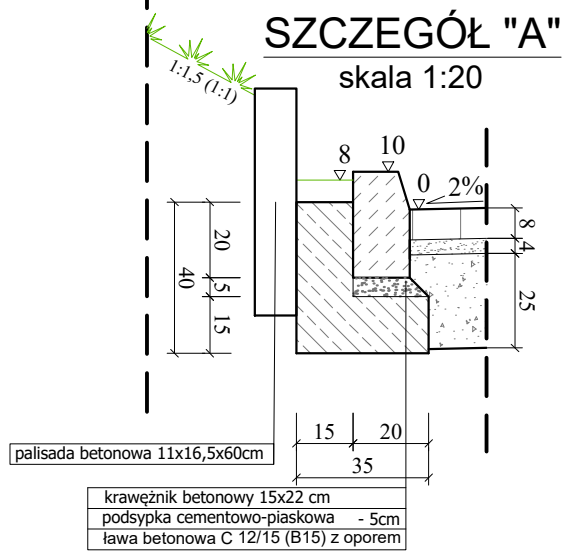 SZCZEGÓŁ "A"
skala 1:20
1:1,5 (1:1)
8
10
0
2%
20
5
15
40
8
4
25
15
20
35
palisada betonowa 11x16,5x60cm
krawężnik betonowy 15x22 cm
podsypka cementowo-piaskowa - 5cm
ława betonowa C 12/15 (B15) z oporem